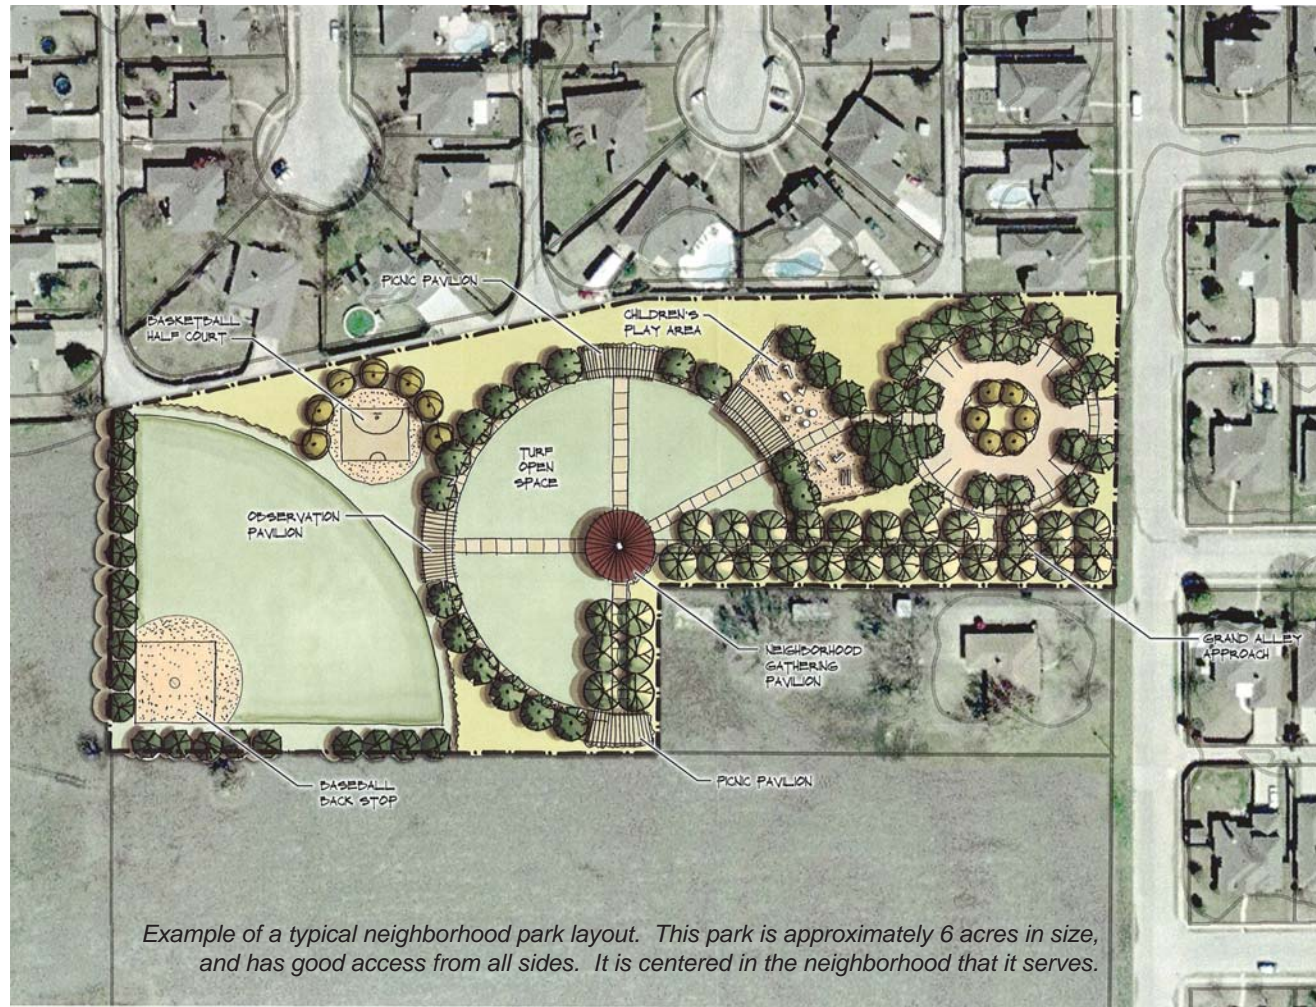 PICNIC PAVILION
BASKETBALL
HALF COURT
CHILDREN'S
PLAY AREA
TURF
OPEN
SPACE
OBSERVATION
PAVILION
NEIGHBORHOOD
GATHERING
PAVILION
GRAND ALLEY
APPROACH
BASEBALL
BACK STOP
PICNIC PAVILION
Example of a typical neighborhood park layout. This park is approximately 6 acres in size,
and has good access from all sides. It is centered in the neighborhood that it serves.